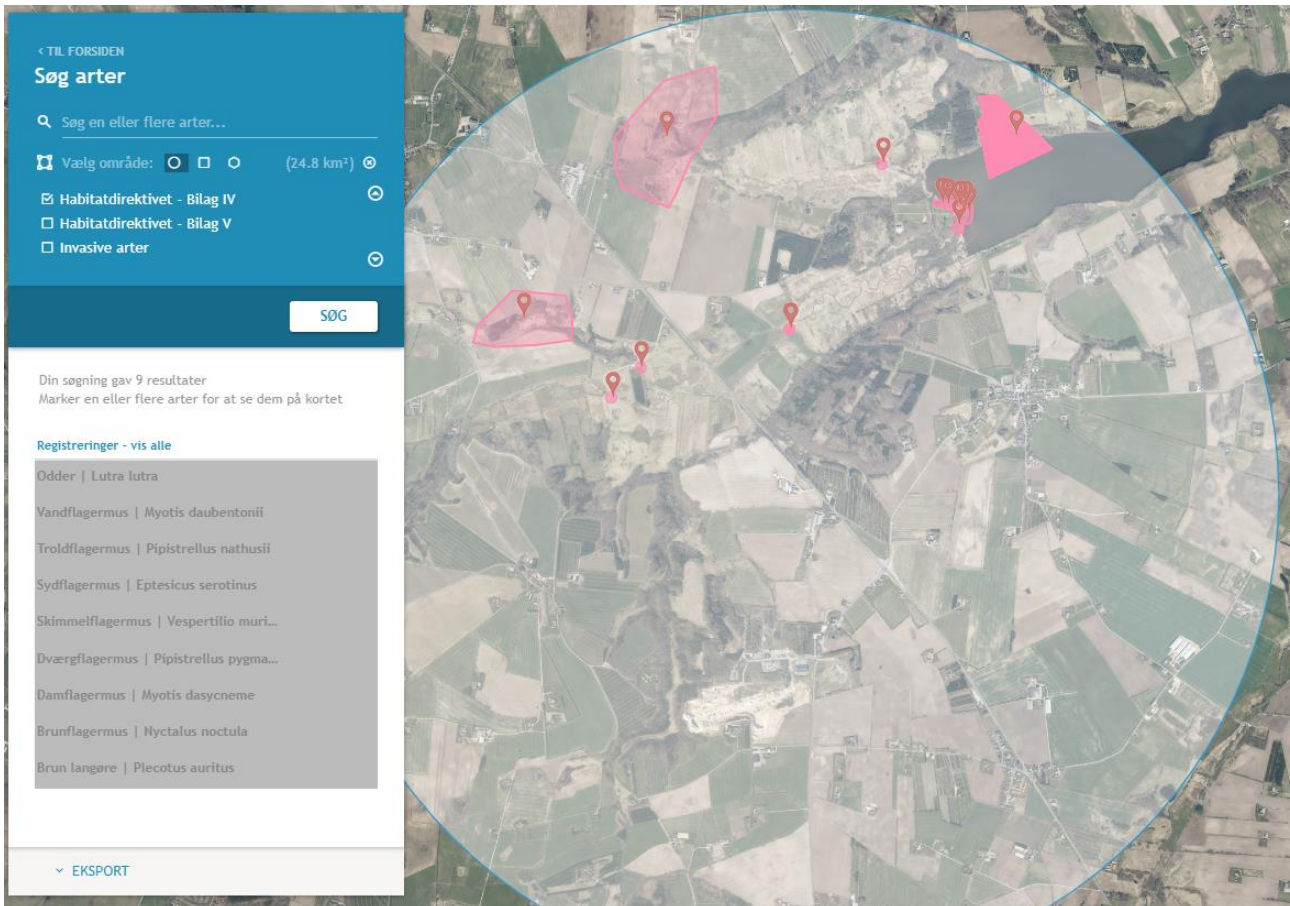 ‹ TIL FORSIDEN
Søg arter
Søg en eller flere arter...
Vælg område: (24.8 km²)
Habitatdirektivet - Bilag IV
Habitatdirektivet - Bilag V
Invasive arter
SØG
Din søgning gav 9 resultater
Marker en eller flere arter for at se dem på kortet
Registreringer - vis alle
Odder | Lutra lutra
Vandflagermus | Myotis daubentonii
Troldflagermus | Pipistrellus nathusii
Sydflagermus | Eptesicus serotinus
Skimmelflagermus | Vespertilio muri...
Dværgflagermus | Pipistrellus pygma...
Damflagermus | Myotis dasycneme
Brunflagermus | Nyctalus noctula
Brun langøre | Plecotus auritus
EKSPORT